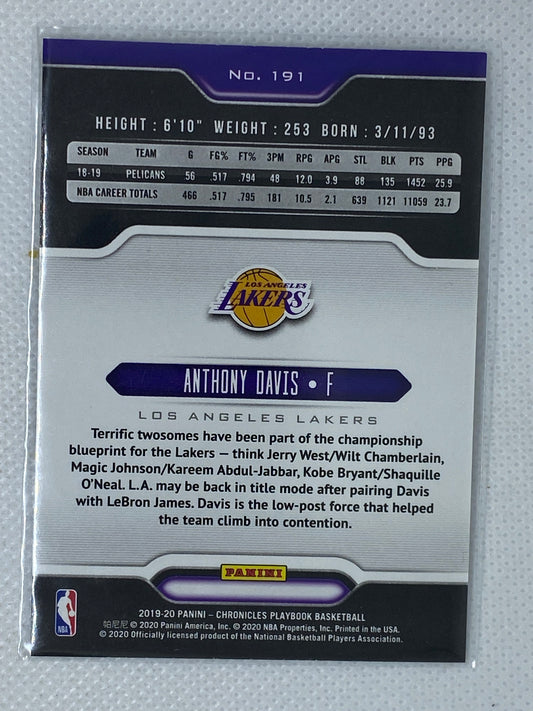 No. 191
HEIGHT : 6'10" WEIGHT : 253 BORN : 3/11/93
SEASON TEAM G FG% FT% 3PM RPG APG STL BLK PTS PPG
18-19 PELICANS 56 .517 .794 48 12.0 3.9 88 135 1452 25.9
NBA CAREER TOTALS 466 .517 .795 181 10.5 2.1 639 1121 11059 23.7
LOS ANGELES
LAKERS
ANTHONY DAVIS • F
LOS ANGELES LAKERS
Terrific twosomes have been part of the championship
blueprint for the Lakers — think Jerry West/Wilt Chamberlain,
Magic Johnson/Kareem Abdul-Jabbar, Kobe Bryant/Shaquille
O'Neal. L.A. may be back in title mode after pairing Davis
with LeBron James. Davis is the low-post force that helped
the team climb into contention.
PANINI
NBA
2019-20 PANINI – CHRONICLES PLAYBOOK BASKETBALL
帕尼尼 © 2020 Panini America, Inc. © 2020 NBA Properties, Inc. Printed in the USA.
© 2020 Officially licensed product of the National Basketball Players Association.